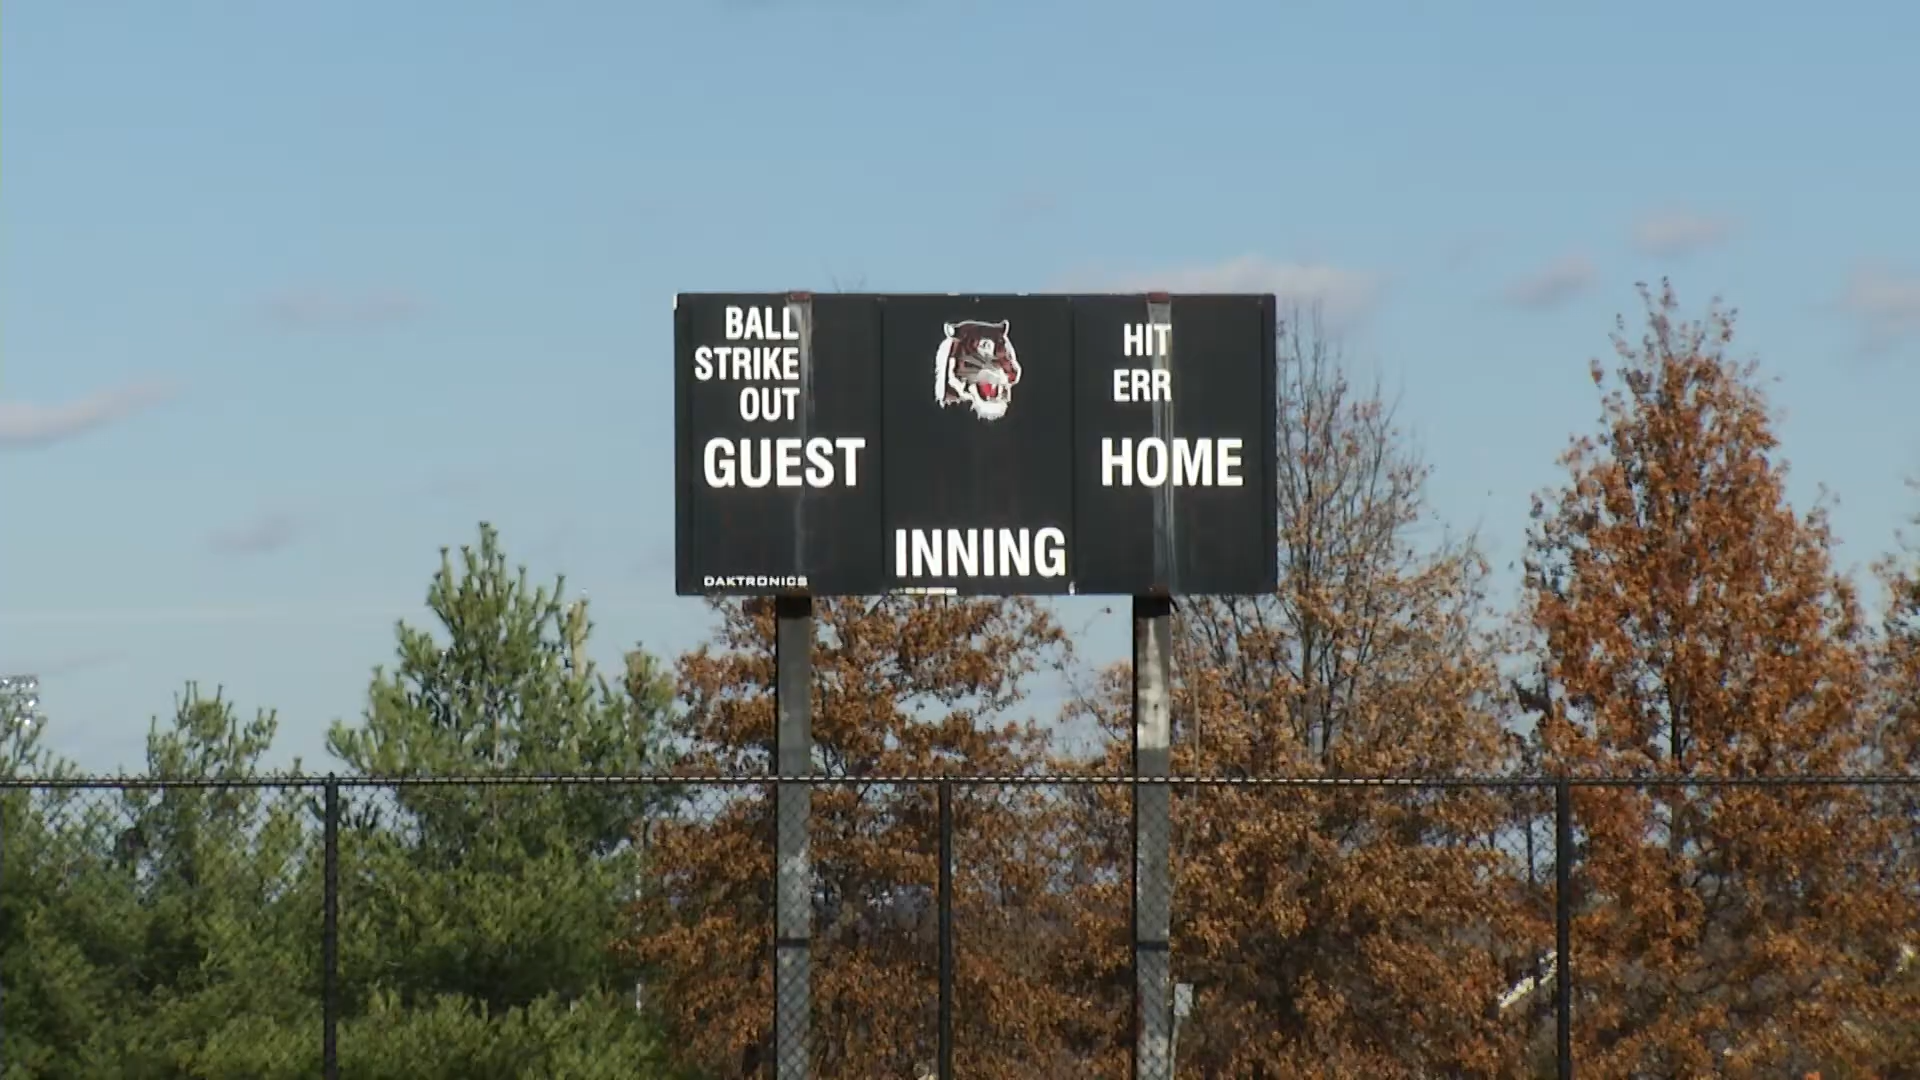 BALL
STRIKE
OUT
GUEST
HIT
ERR
HOME
INNING
DAKTRONICS